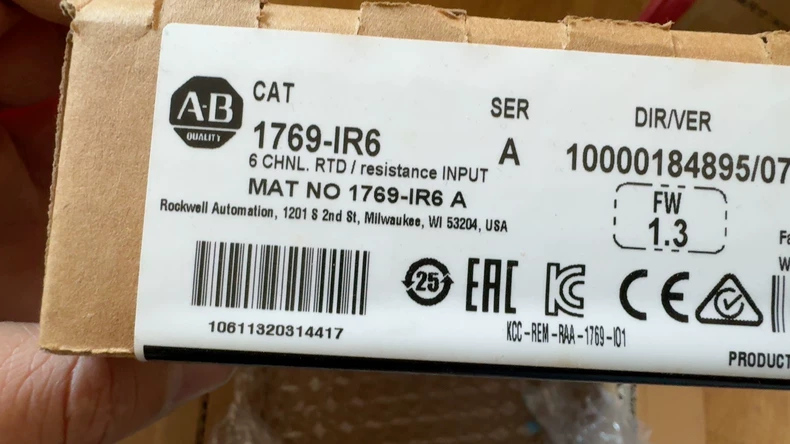 A-B
QUALITY
CAT
1769-IR6
6 CHNL. RTD / resistance INPUT
MAT NO 1769-IR6 A
Rockwell Automation, 1201 S 2nd St, Milwaukee, WI 53204, USA
SER
A
DIR/VER
10000184895/07
FW
1.3
10611320314417
25
EAC
KC
KCC-REM-RAA-1769-IO1
CE
Fa
W
PRODUCT